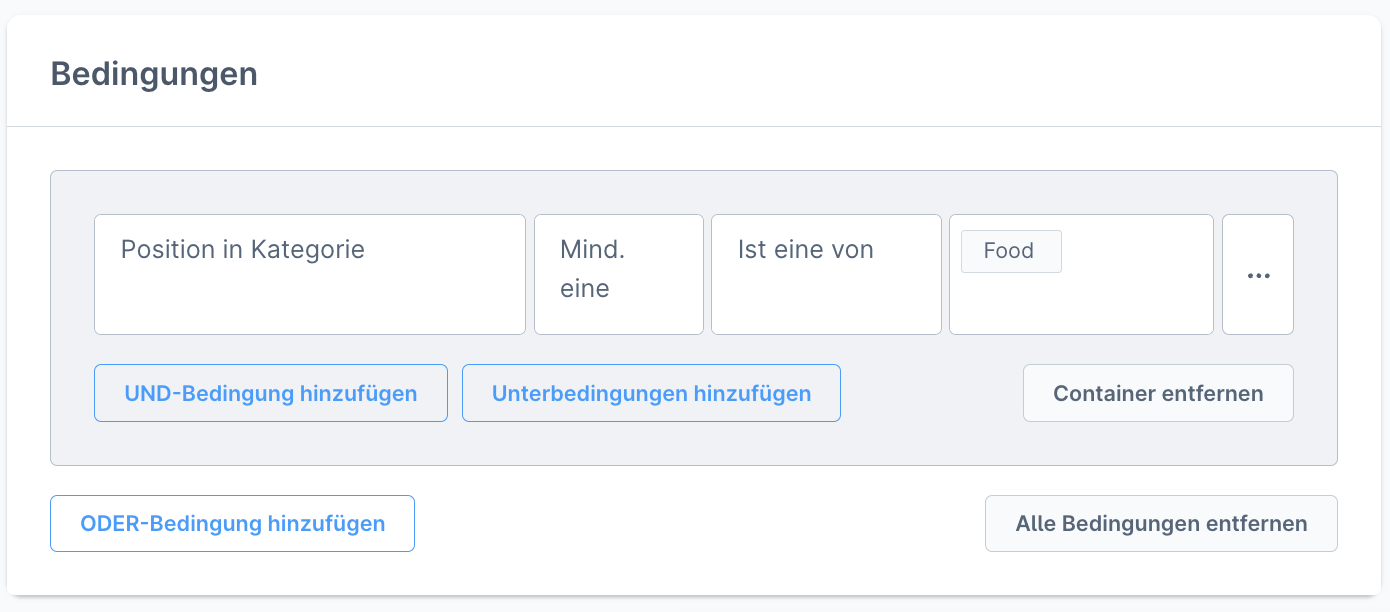 Bedingungen
Position in Kategorie
Mind.
eine
Ist eine von
Food
...
UND-Bedingung hinzufügen
Unterbedingungen hinzufügen
Container entfernen
ODER-Bedingung hinzufügen
Alle Bedingungen entfernen